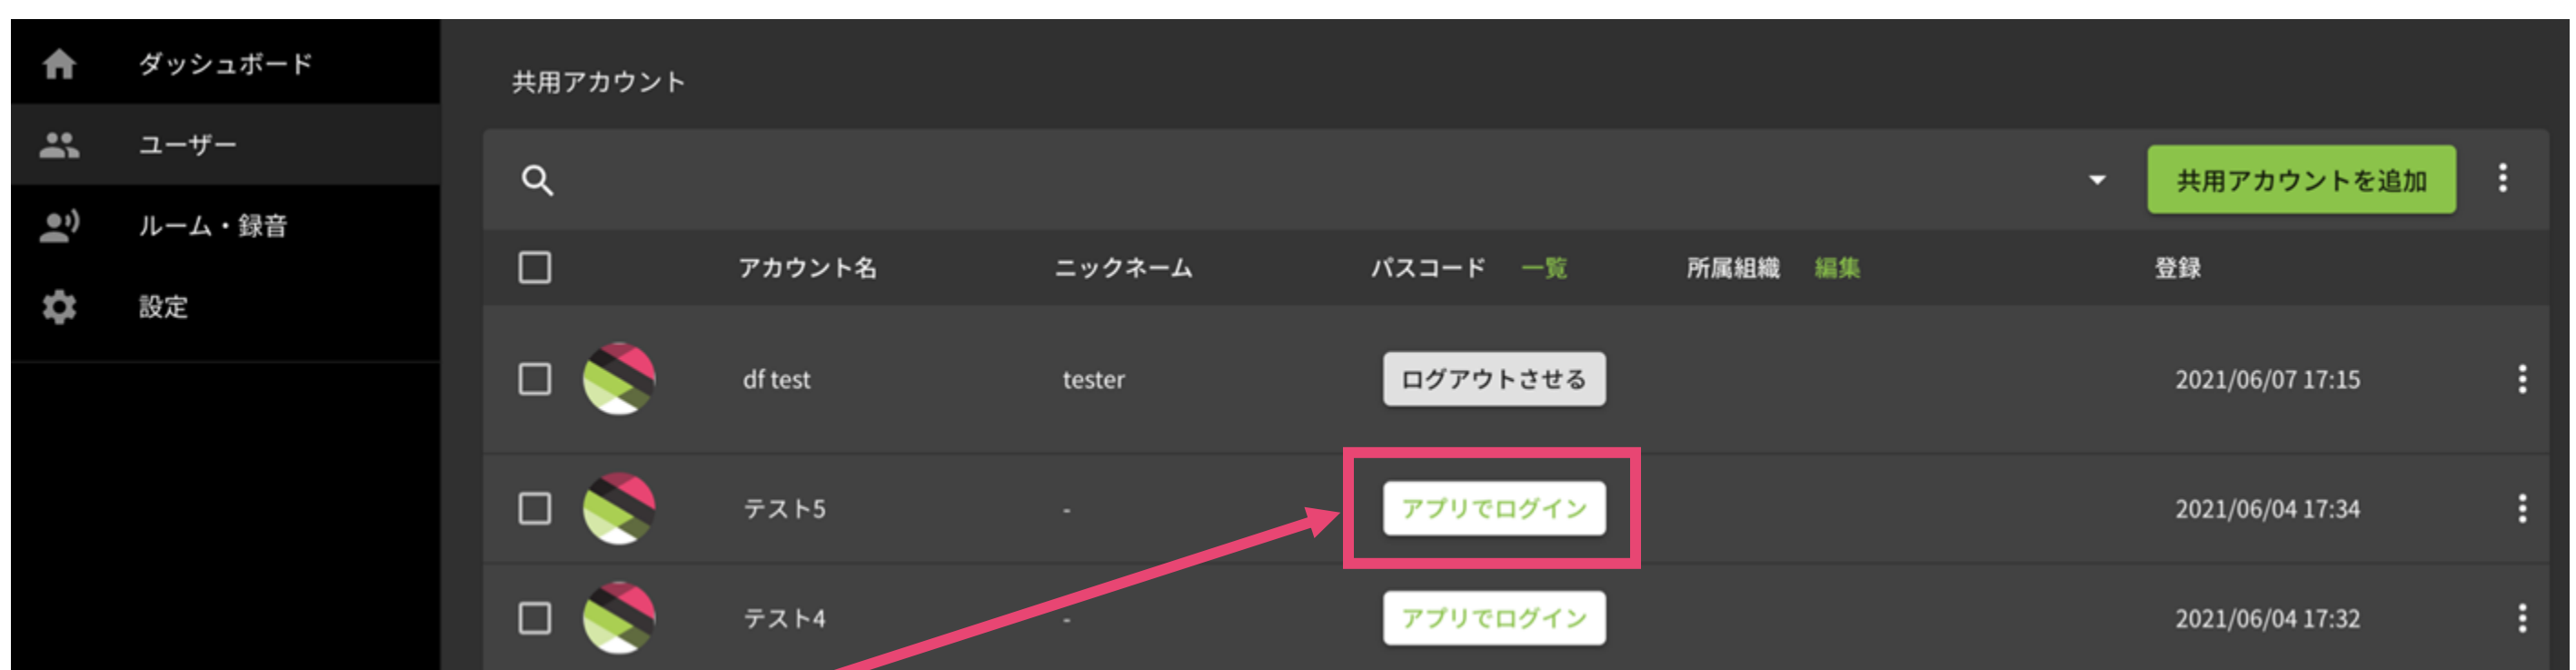 ダッシュボード
ユーザー
ルーム・録音
設定
共用アカウント
共用アカウントを追加
アカウント名 ニックネーム パスコード 一覧 所属組織 編集 登録
df test tester ログアウトさせる 2021/06/07 17:15
テスト5 - アプリでログイン 2021/06/04 17:34
テスト4 - アプリでログイン 2021/06/04 17:32